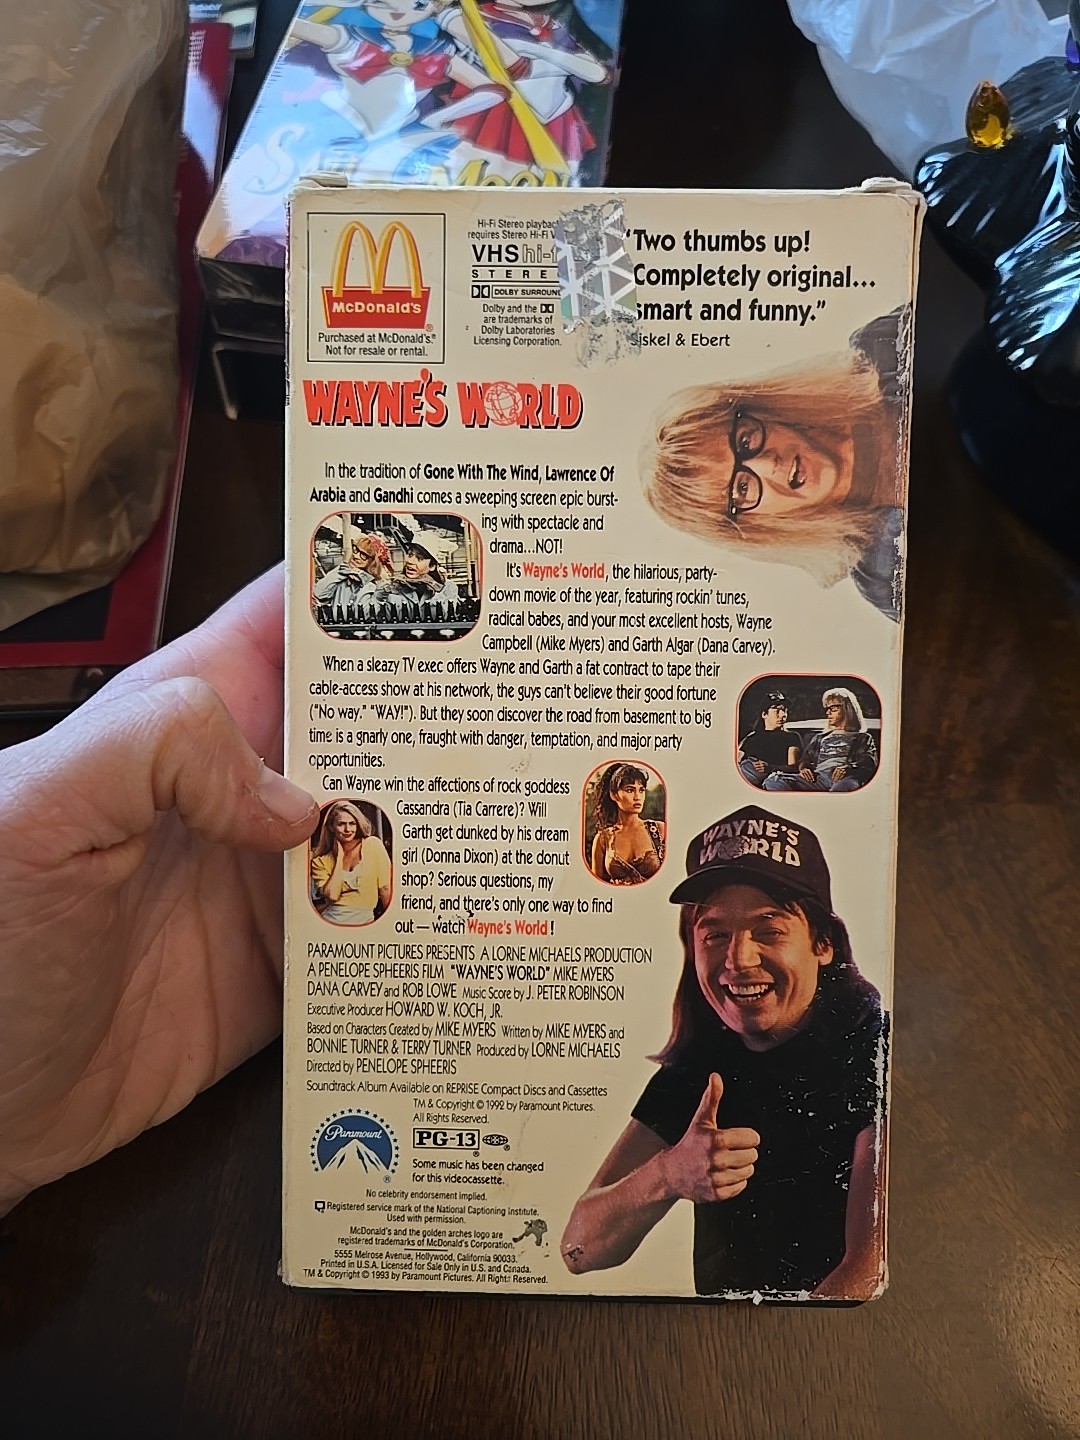 Sailor Moon
McDonald's®
Purchased at McDonald's.®
Not for resale or rental.
Hi-Fi Stereo playback
requires Stereo Hi-Fi V
VHS hi-f
STEREO
DOLBY SURROUND
Dolby and the
are trademarks of
Dolby Laboratories
Licensing Corporation.
"Two thumbs up!
Completely original...
smart and funny."
Siskel & Ebert
WAYNE'S WORLD
In the tradition of Gone With The Wind, Lawrence Of
Arabia and Gandhi comes a sweeping screen epic burst-
ing with spectacle and
drama...NOT!
It's Wayne's World, the hilarious, party-
down movie of the year, featuring rockin' tunes,
radical babes, and your most excellent hosts, Wayne
Campbell (Mike Myers) and Garth Algar (Dana Carvey).
When a sleazy TV exec offers Wayne and Garth a fat contract to tape their
cable-access show at his network, the guys can't believe their good fortune
("No way." "WAY!"). But they soon discover the road from basement to big
time is a gnarly one, fraught with danger, temptation, and major party
opportunities.
Can Wayne win the affections of rock goddess
Cassandra (Tia Carrere)? Will
Garth get dunked by his dream
girl (Donna Dixon) at the donut
shop? Serious questions, my
friend, and there's only one way to find
out — watch Wayne's World!
WAYNE'S
WORLD
PARAMOUNT PICTURES PRESENTS A LORNE MICHAELS PRODUCTION
A PENELOPE SPHEERIS FILM "WAYNE'S WORLD" MIKE MYERS
DANA CARVEY and ROB LOWE Music Score by J. PETER ROBINSON
Executive Producer HOWARD W. KOCH, JR.
Based on Characters Created by MIKE MYERS Written by MIKE MYERS and
BONNIE TURNER & TERRY TURNER Produced by LORNE MICHAELS
Directed by PENELOPE SPHEERIS
Soundtrack Album Available on REPRISE Compact Discs and Cassettes
TM & Copyright © 1992 by Paramount Pictures.
All Rights Reserved.
Paramount®
PG-13®
Some music has been changed
for this videocassette.
No celebrity endorsement implied.
Registered service mark of the National Captioning Institute.
Used with permission.
McDonald's and the golden arches logo are
registered trademarks of McDonald's Corporation.
5555 Melrose Avenue, Hollywood, California 90033.
Printed in U.S.A. Licensed for Sale Only in U.S. and Canada.
TM & Copyright © 1993 by Paramount Pictures. All Rights Reserved.